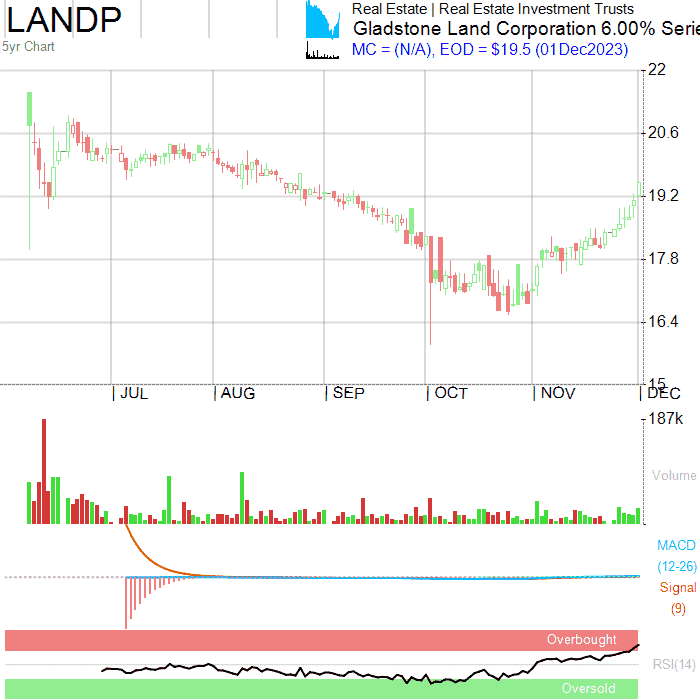 LANDP
5yr Chart
Real Estate | Real Estate Investment Trusts
Gladstone Land Corporation 6.00% Serie
MC = (N/A), EOD = $19.5 (01Dec2023)
22
20.6
19.2
17.8
16.4
15
| JUL | AUG | SEP | OCT | NOV | DEC
187k
Volume
MACD
(12-26)
Signal
(9)
Overbought
RSI(14)
Oversold